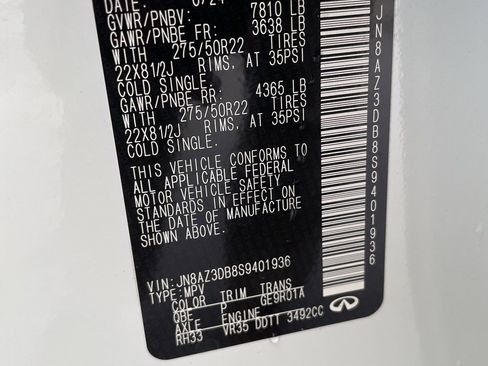 DATE:
GVWR/PNBV: 7810 LB
GAWR/PNBE FR: 3638 LB
WITH 275/50R22 TIRES
22X81/2J RIMS, AT 35PSI
COLD SINGLE.
GAWR/PNBE RR: 4365 LB
WITH 275/50R22 TIRES
22X81/2J RIMS, AT 35PSI
COLD SINGLE.
THIS VEHICLE CONFORMS TO
ALL APPLICABLE FEDERAL
MOTOR VEHICLE SAFETY
STANDARDS IN EFFECT ON
THE DATE OF MANUFACTURE
SHOWN ABOVE.
VIN: JN8AZ3DB8S9401936
TYPE: MPV
COLOR TRIM TRANS
QBE P GE9R01A
AXLE ENGINE
RH33 VR35 DDTT 3492CC
INFINITI
JN8AZ3DB8S9401936